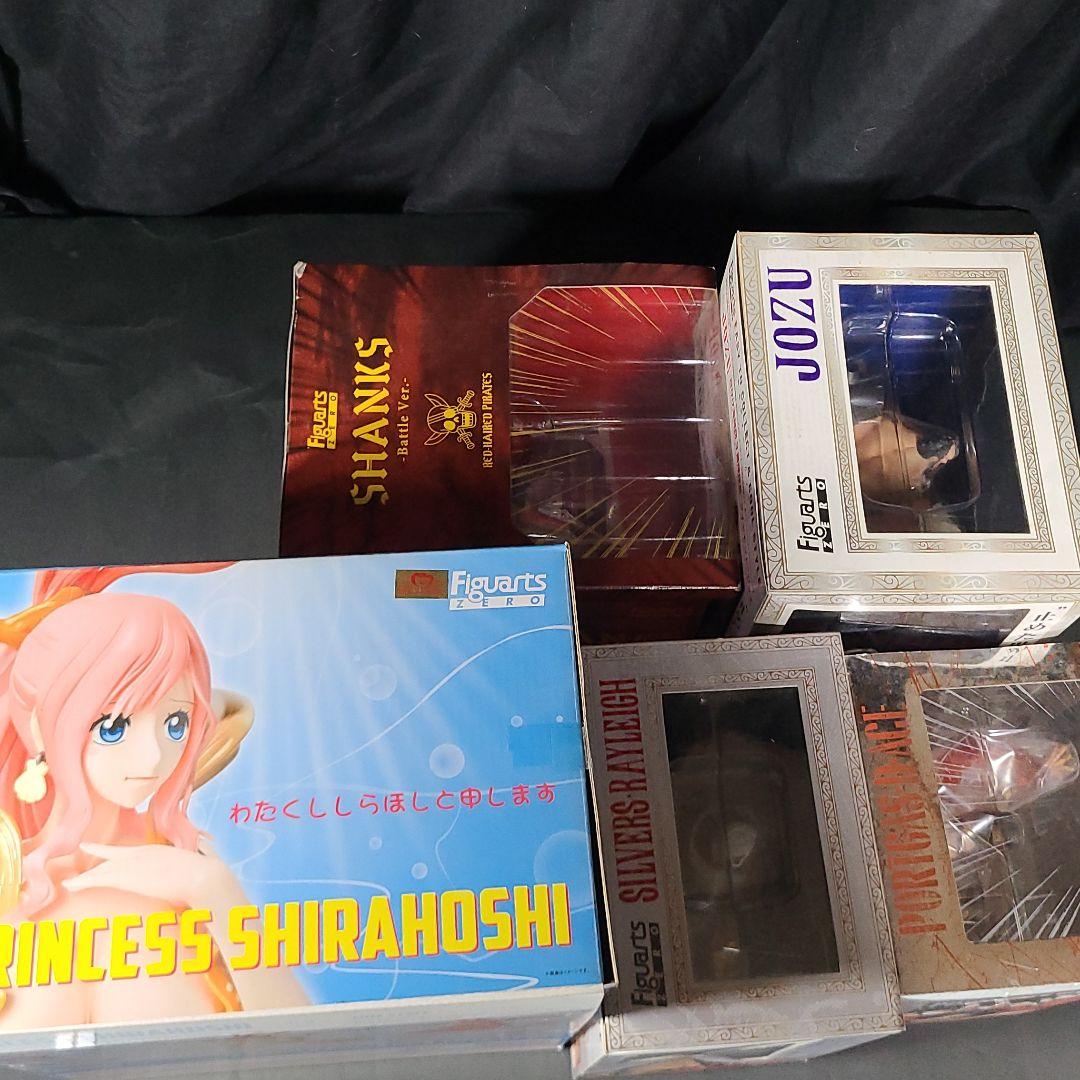 Figuarts
ZERO
SHANKS
-Battle Ver.-
RED-HAIRED PIRATES
JOZU
Figuarts
ZERO
Figuarts
ZERO
わたくししらほしと申します
RINCESS SHIRAHOSHI
SILVERS RAYLEIGH
Figuarts
ZERO
PORTGAS D ACE